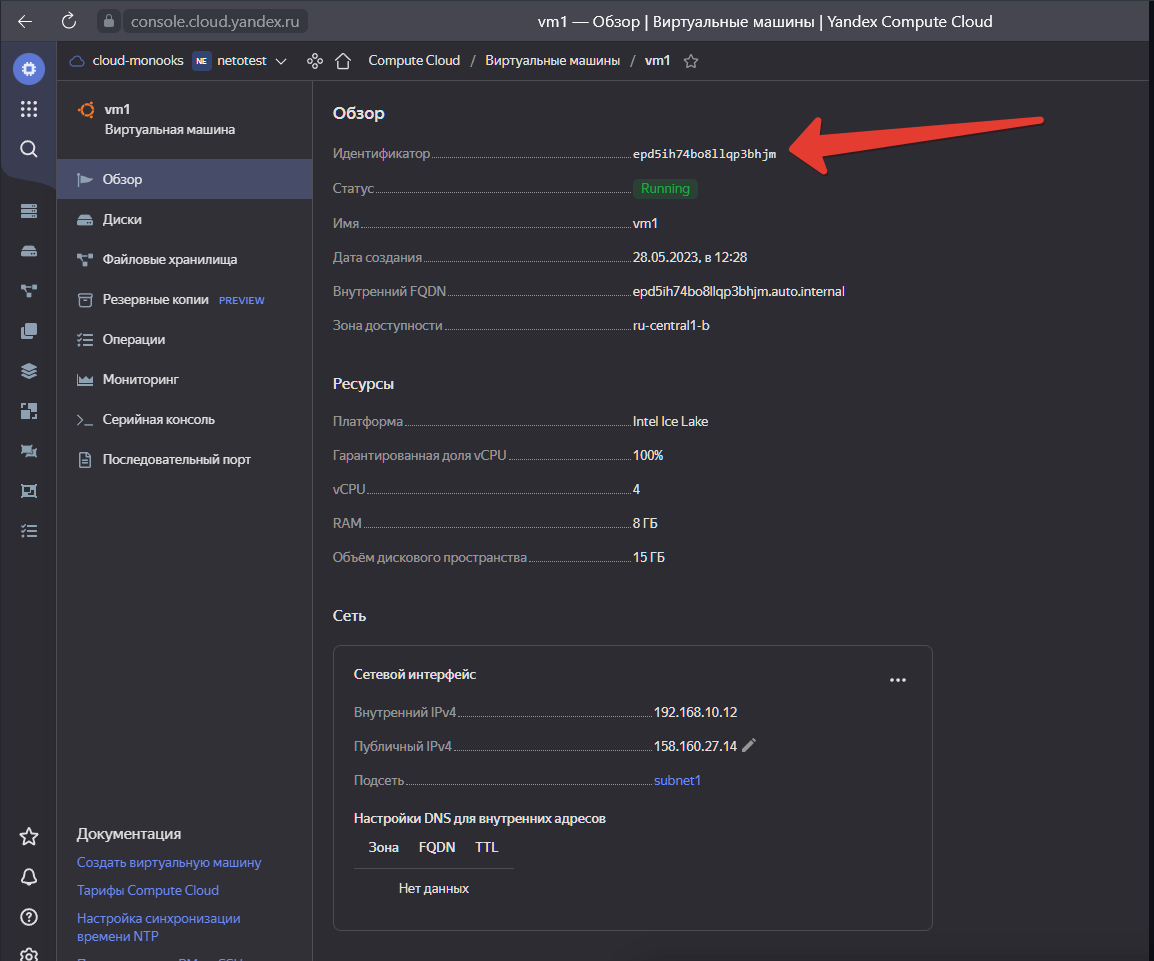 console.cloud.yandex.ru
vm1 — Обзор | Виртуальные машины | Yandex Compute Cloud
cloud-monooks NE netotest Compute Cloud / Виртуальные машины / vm1
vm1
Виртуальная машина
Обзор
Диски
Файловые хранилища
Резервные копии PREVIEW
Операции
Мониторинг
Серийная консоль
Последовательный порт
Документация
Создать виртуальную машину
Тарифы Compute Cloud
Настройка синхронизации
времени NTP
Обзор
Идентификатор epd5ih74bo8llqp3bhjm
Статус Running
Имя vm1
Дата создания 28.05.2023, в 12:28
Внутренний FQDN epd5ih74bo8llqp3bhjm.auto.internal
Зона доступности ru-central1-b
Ресурсы
Платформа Intel Ice Lake
Гарантированная доля vCPU 100%
vCPU 4
RAM 8 ГБ
Объём дискового пространства 15 ГБ
Сеть
Сетевой интерфейс
Внутренний IPv4 192.168.10.12
Публичный IPv4 158.160.27.14
Подсеть subnet1
Настройки DNS для внутренних адресов
Зона FQDN TTL
Нет данных